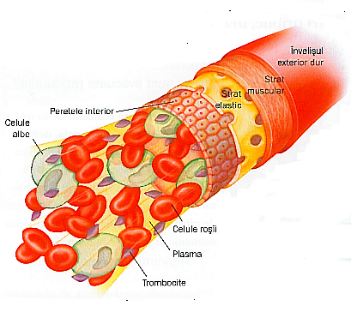 Învelişul
exterior dur
Strat
muscular
Strat
elastic
Peretele interior
Celule
albe
Celule roşii
Plasma
Trombocite